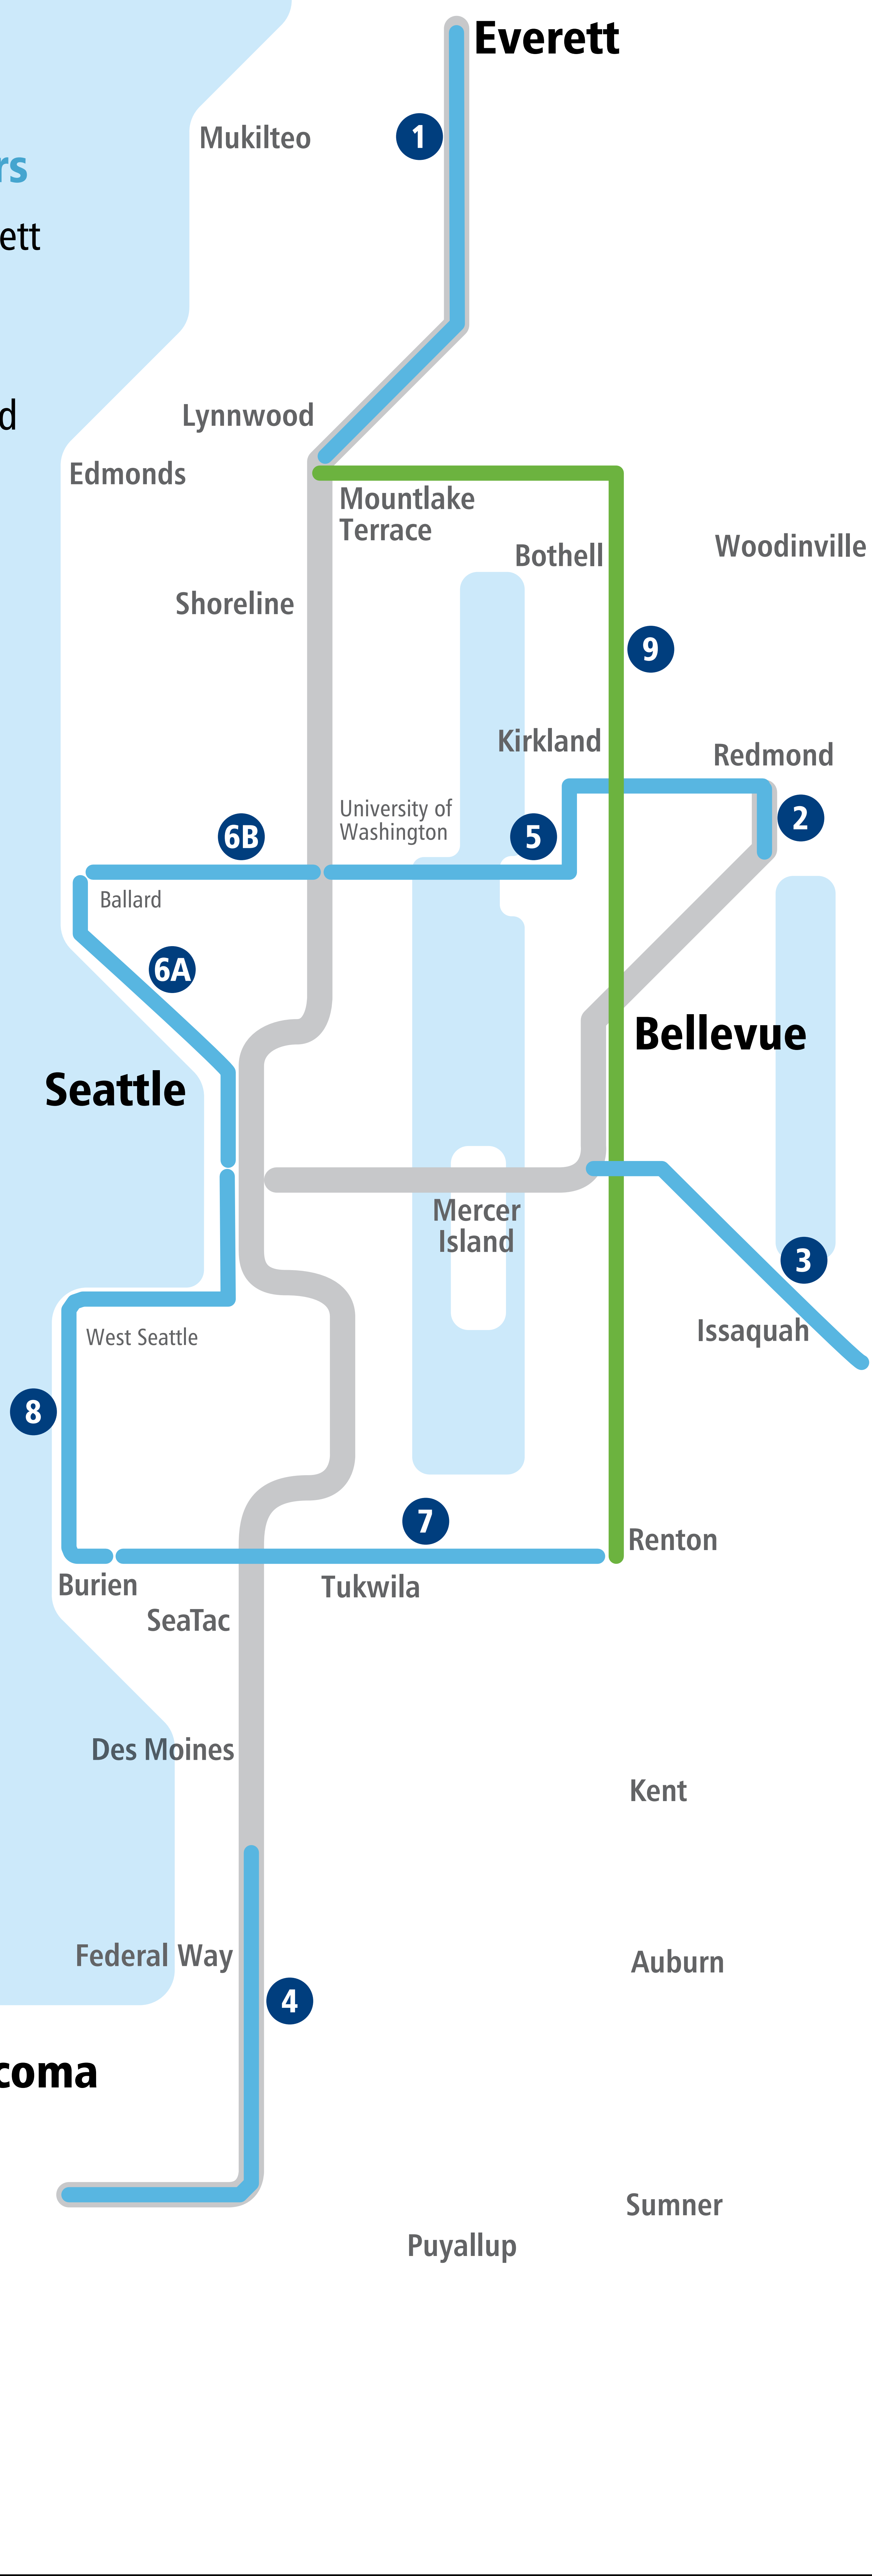 Everett
Mukilteo
1
rs
ett
Lynnwood
d
Edmonds
Mountlake
Terrace
Woodinville
Bothell
Shoreline
9
Kirkland
Redmond
University of
Washington
2
6B
5
Ballard
6A
Bellevue
Seattle
Mercer
Island
3
West Seattle
Issaquah
8
7
Renton
Burien
Tukwila
SeaTac
Des Moines
Kent
Federal Way
Auburn
4
coma
Sumner
Puyallup